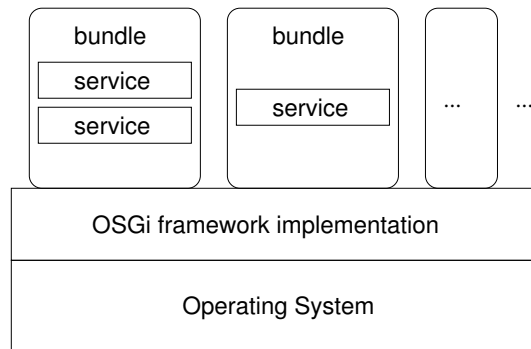 bundle
service
service
bundle
service
...
...
OSGi framework implementation
Operating System